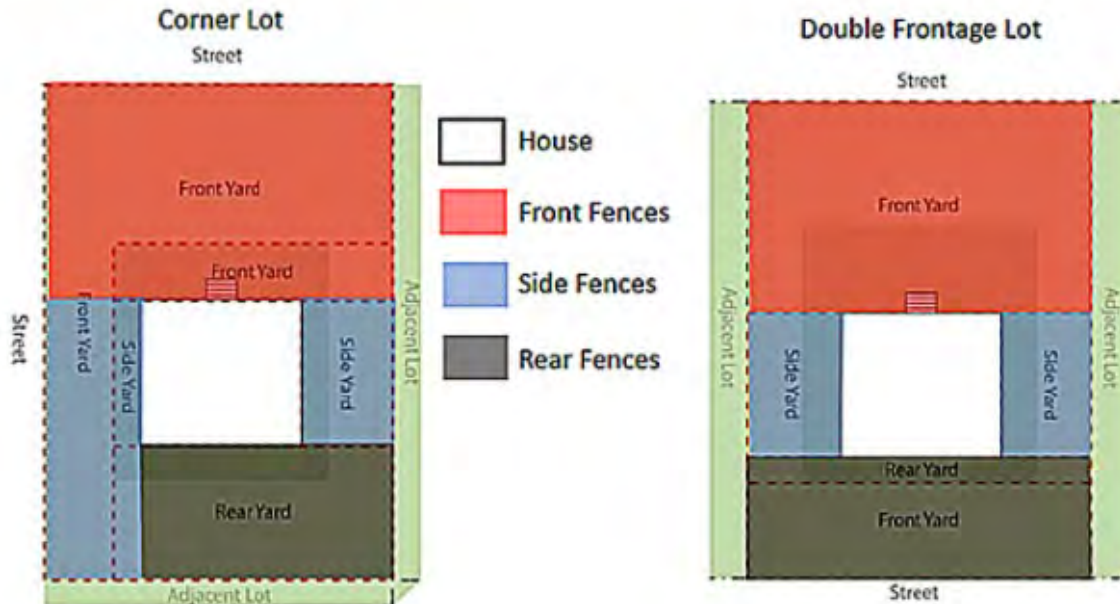 Corner Lot
Street
Front Yard
Front Yard
Street
Front Yard
Side Yard
Side Yard
Adjacent Lot
Rear Yard
Adjacent Lot
House
Front Fences
Side Fences
Rear Fences
Double Frontage Lot
Street
Front Yard
Adjacent Lot
Side Yard
Side Yard
Adjacent Lot
Rear Yard
Front Yard
Street